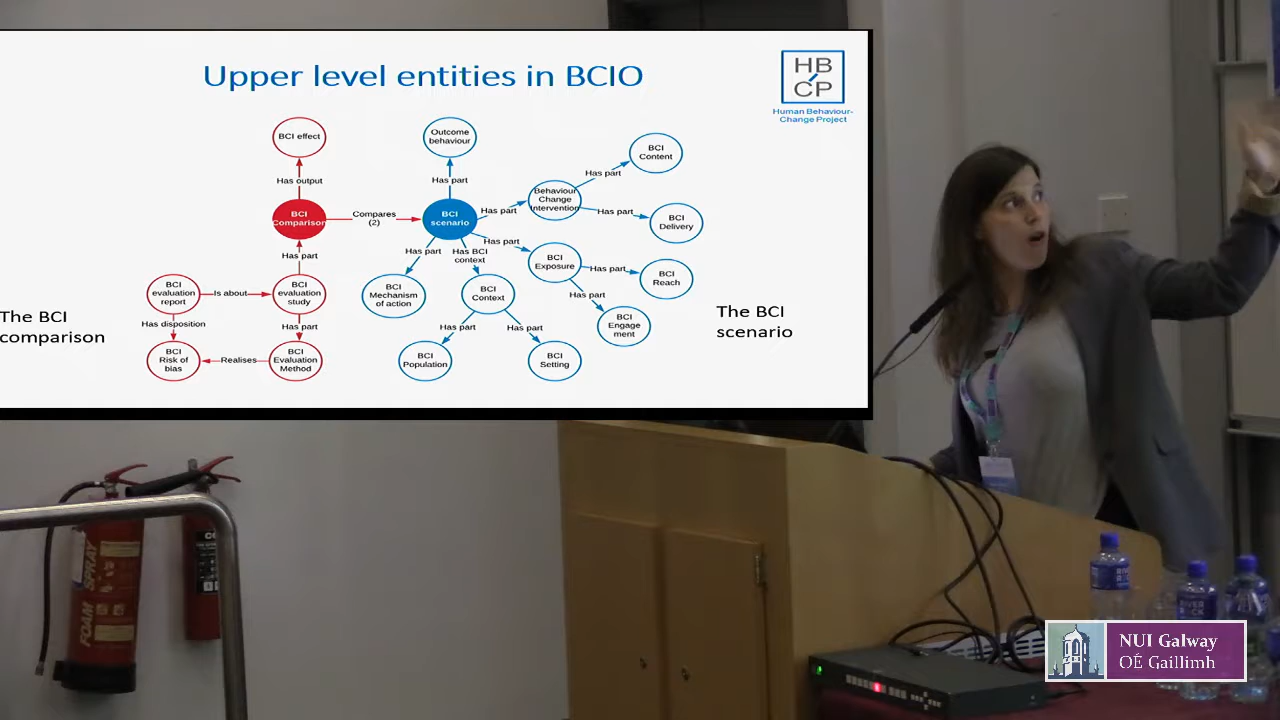 Upper level entities in BCIO
HB
CP
Human Behaviour-
Change Project
BCI effect
Outcome
behaviour
BCI
Content
Has output
Has part
Has part
Behaviour
Change
Intervention
BCI
Comparison
Compares
(2)
BCI
scenario
Has part
Has part
BCI
Delivery
Has part
Has part
Has BCI
context
Has part
BCI
Exposure
Has part
BCI
Reach
BCI
evaluation
report
Is about
BCI
evaluation
study
BCI
Mechanism
of action
BCI
Context
Has part
The BCI
comparison
Has disposition
Has part
Has part
Has part
BCI
Engage
ment
The BCI
scenario
BCI
Risk of
bias
Realises
BCI
Evaluation
Method
BCI
Population
BCI
Setting
FOAM SPRAY
NUI Galway
OÉ Gaillimh